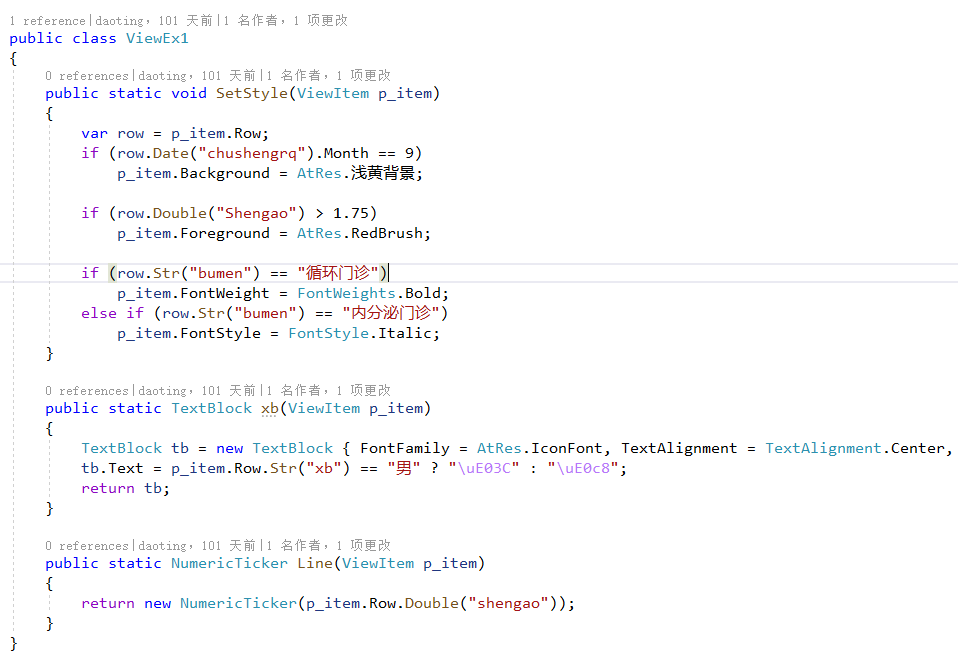 1 reference|daoting，101 天前|1 名作者，1 项更改
public class ViewEx1
{
    0 references|daoting，101 天前|1 名作者，1 项更改
    public static void SetStyle(ViewItem p_item)
    {
        var row = p_item.Row;
        if (row.Date("chushengrq").Month == 9)
            p_item.Background = AtRes.浅黄背景;

        if (row.Double("Shengao") > 1.75)
            p_item.Foreground = AtRes.RedBrush;

        if (row.Str("bumen") == "循环门诊")
            p_item.FontWeight = FontWeights.Bold;
        else if (row.Str("bumen") == "内分泌门诊")
            p_item.FontStyle = FontStyle.Italic;
    }

    0 references|daoting，101 天前|1 名作者，1 项更改
    public static TextBlock xb(ViewItem p_item)
    {
        TextBlock tb = new TextBlock { FontFamily = AtRes.IconFont, TextAlignment = TextAlignment.Center,
        tb.Text = p_item.Row.Str("xb") == "男" ? "\uE03C" : "\uE0c8";
        return tb;
    }

    0 references|daoting，101 天前|1 名作者，1 项更改
    public static NumericTicker Line(ViewItem p_item)
    {
        return new NumericTicker(p_item.Row.Double("shengao"));
    }
}